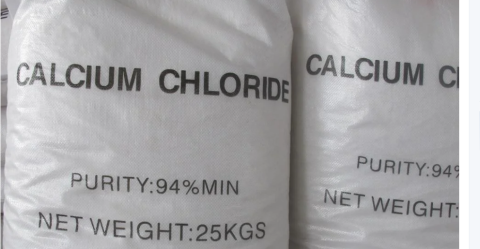 CALCIUM CHLORIDE
PURITY:94%MIN
NET WEIGHT:25KGS
CALCIUM
PURITY:94%
NET WEIGHT: